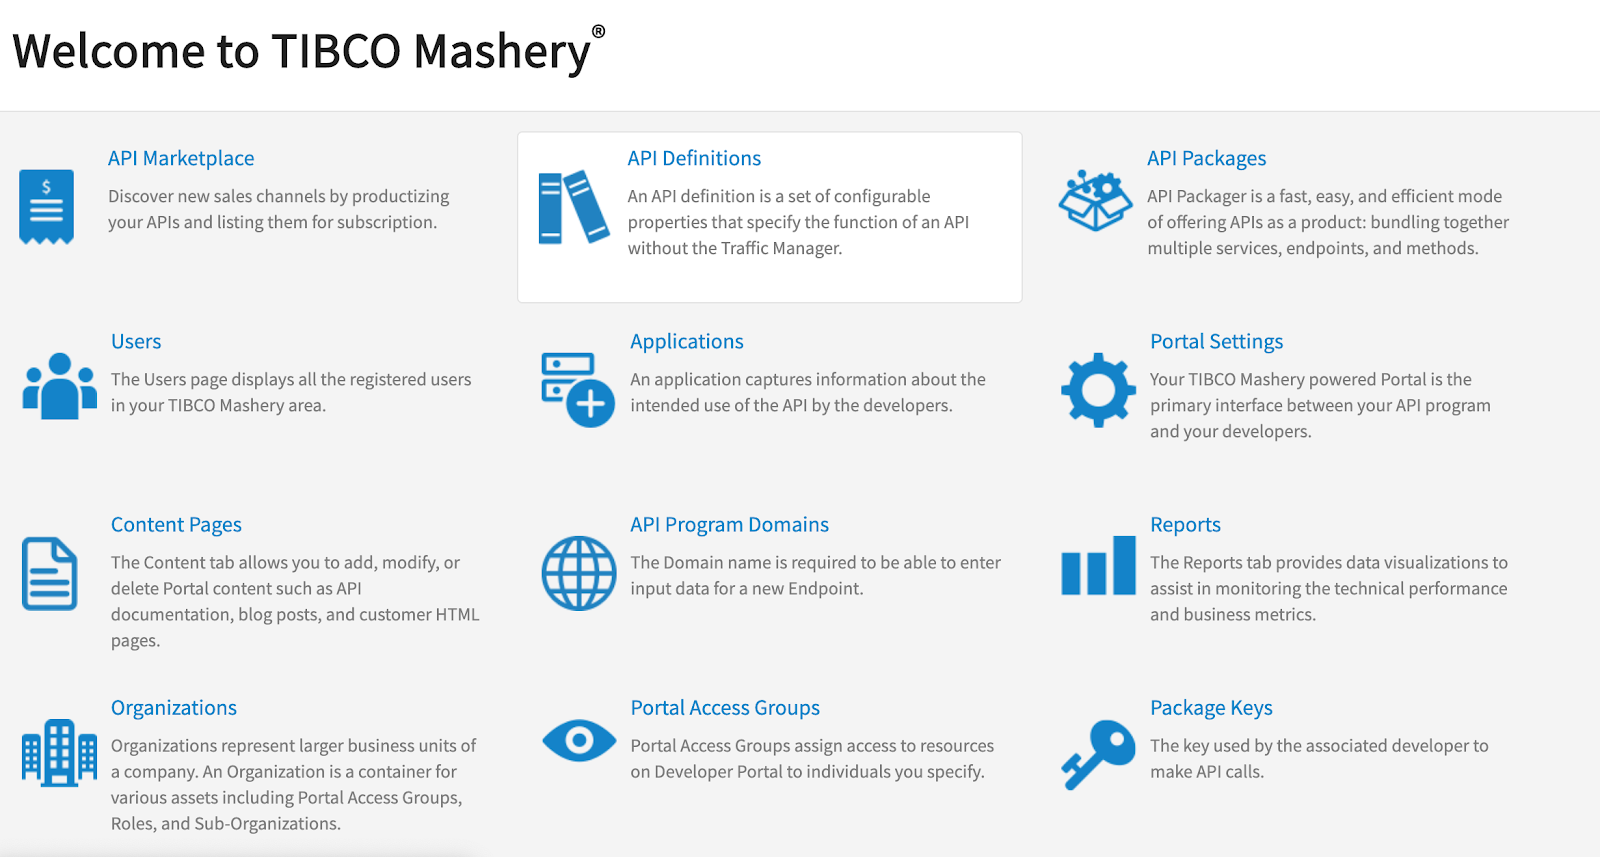 Welcome to TIBCO Mashery®
API Marketplace
Discover new sales channels by productizing
your APIs and listing them for subscription.
API Definitions
An API definition is a set of configurable
properties that specify the function of an API
without the Traffic Manager.
API Packages
API Packager is a fast, easy, and efficient mode
of offering APIs as a product: bundling together
multiple services, endpoints, and methods.
Users
The Users page displays all the registered users
in your TIBCO Mashery area.
Applications
An application captures information about the
intended use of the API by the developers.
Portal Settings
Your TIBCO Mashery powered Portal is the
primary interface between your API program
and your developers.
Content Pages
The Content tab allows you to add, modify, or
delete Portal content such as API
documentation, blog posts, and customer HTML
pages.
API Program Domains
The Domain name is required to be able to enter
input data for a new Endpoint.
Reports
The Reports tab provides data visualizations to
assist in monitoring the technical performance
and business metrics.
Organizations
Organizations represent larger business units of
a company. An Organization is a container for
various assets including Portal Access Groups,
Roles, and Sub-Organizations.
Portal Access Groups
Portal Access Groups assign access to resources
on Developer Portal to individuals you specify.
Package Keys
The key used by the associated developer to
make API calls.